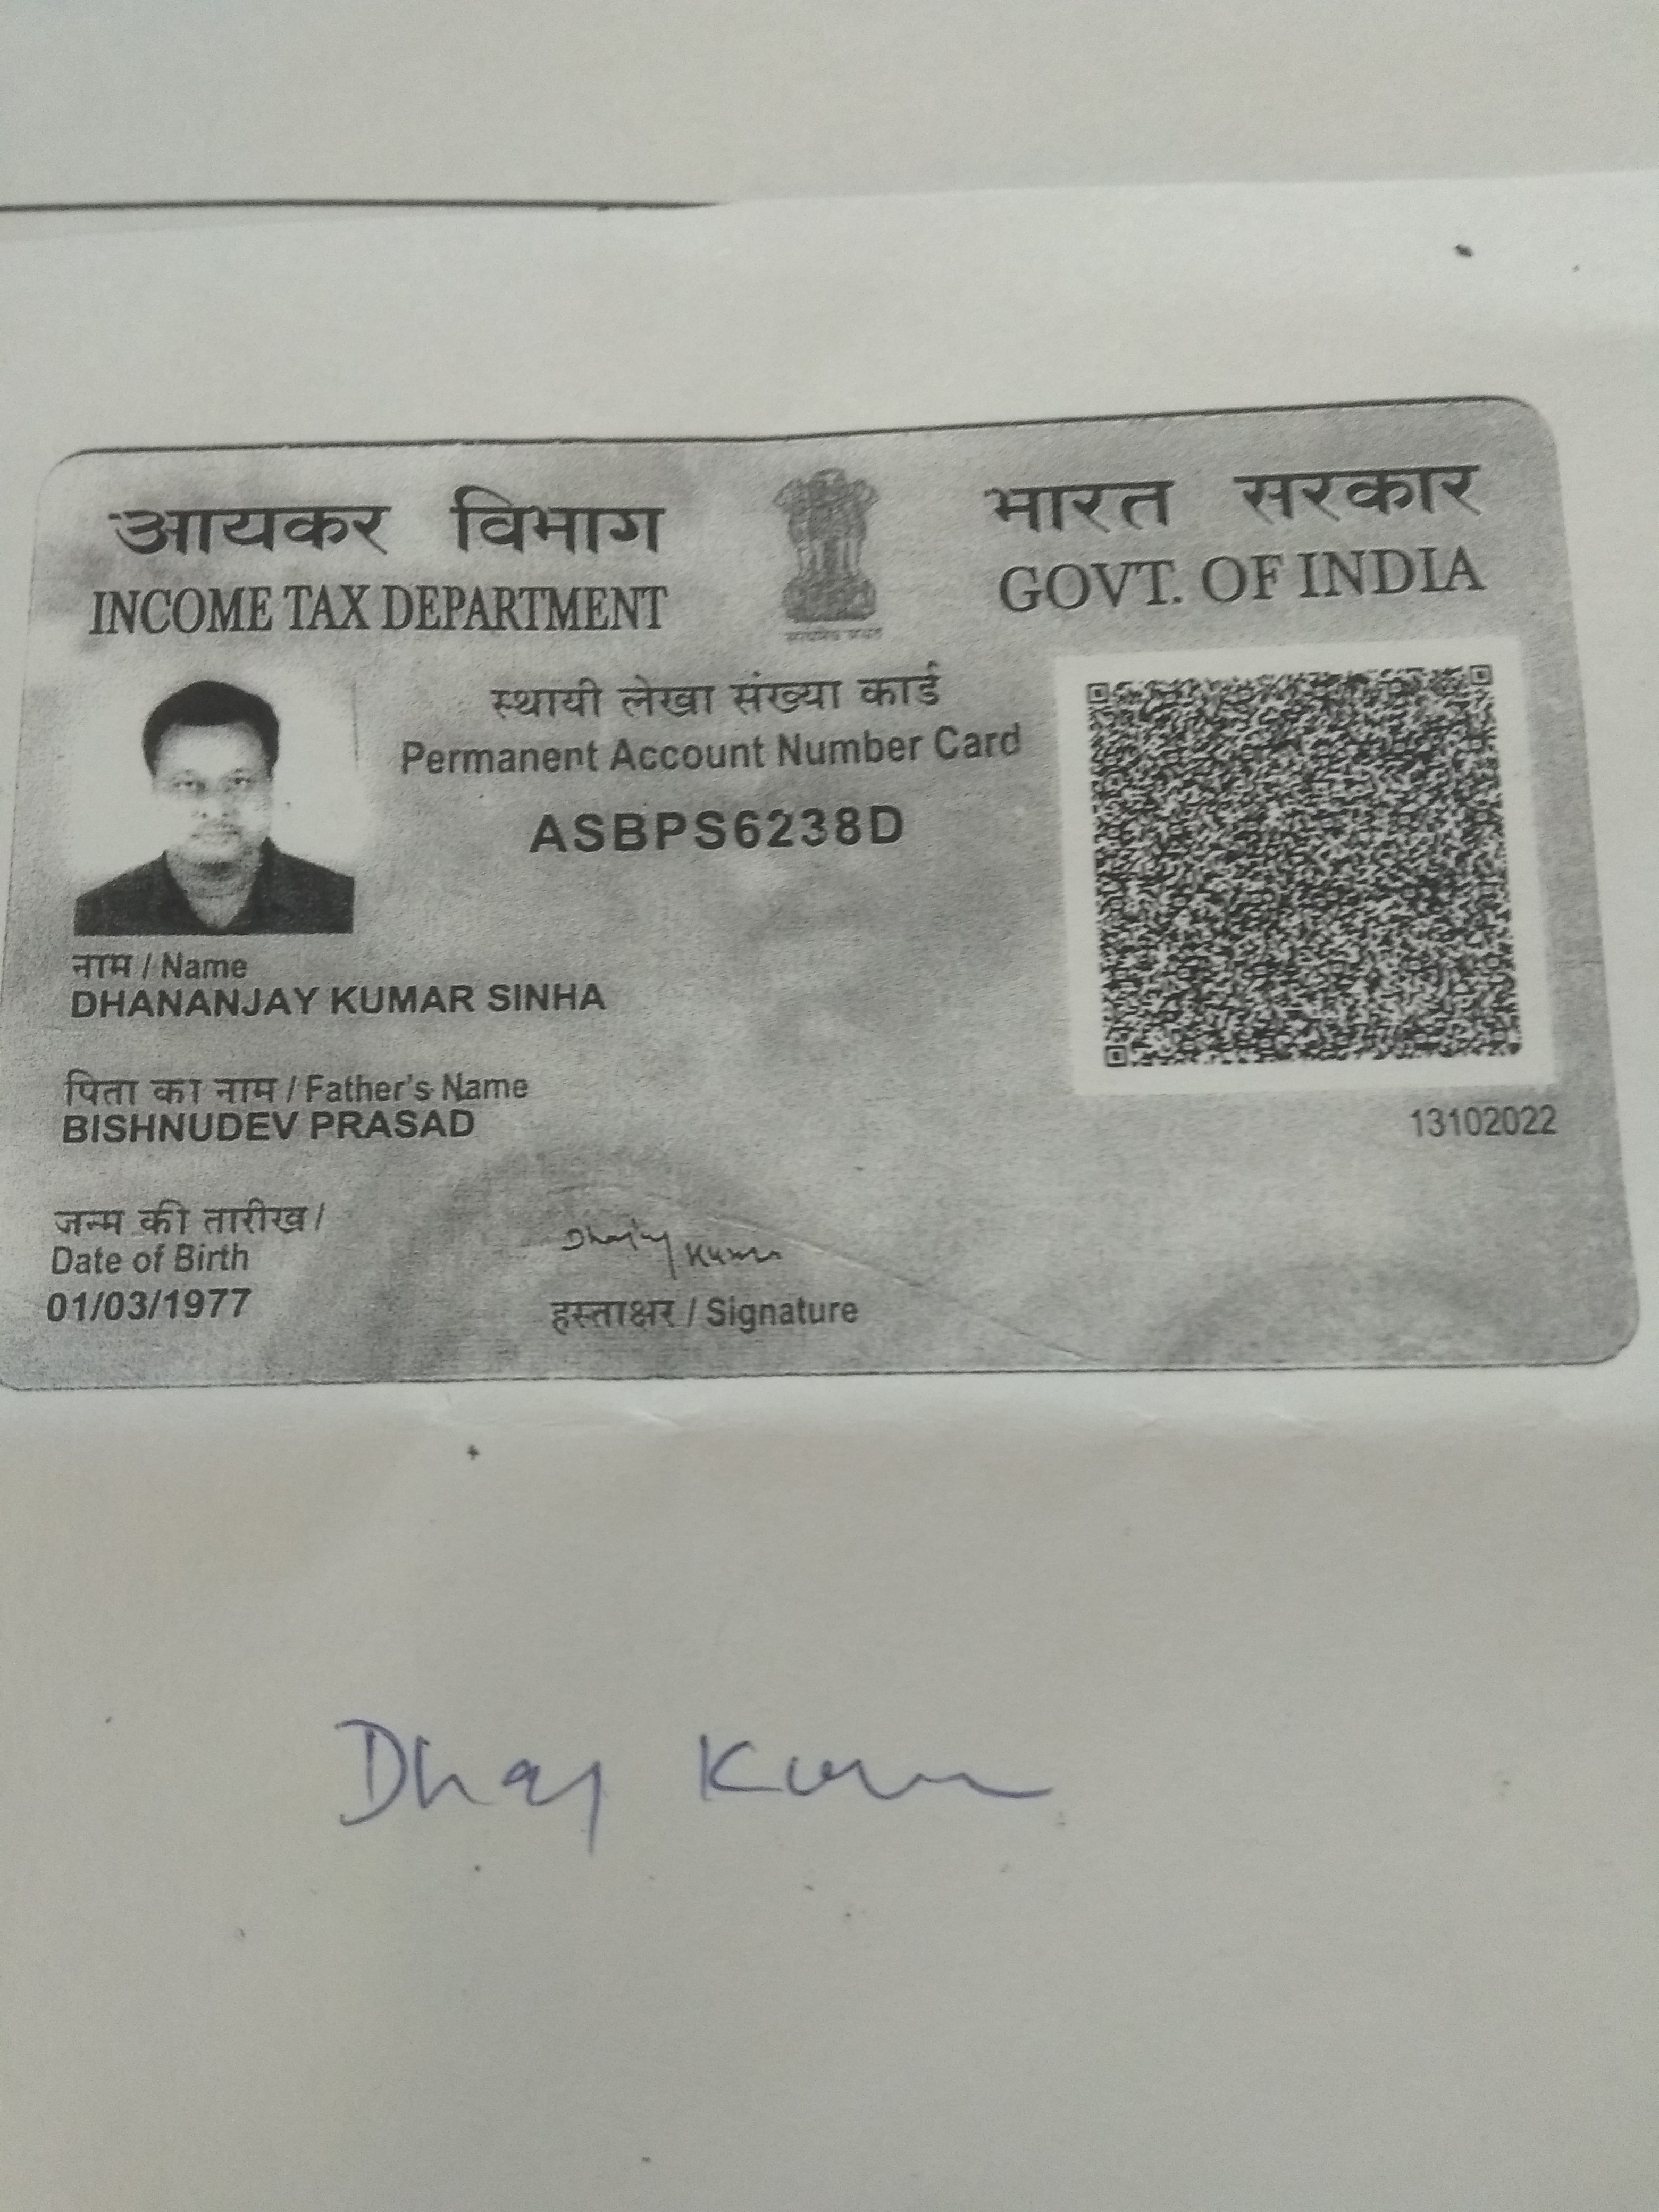 आयकर विभाग
INCOME TAX DEPARTMENT
भारत सरकार
GOVT. OF INDIA
स्थायी लेखा संख्या कार्ड
Permanent Account Number Card
ASBPS6238D
नाम / Name
DHANANJAY KUMAR SINHA
पिता का नाम / Father's Name
BISHNUDEV PRASAD
13102022
जन्म की तारीख /
Date of Birth
01/03/1977
हस्ताक्षर / Signature